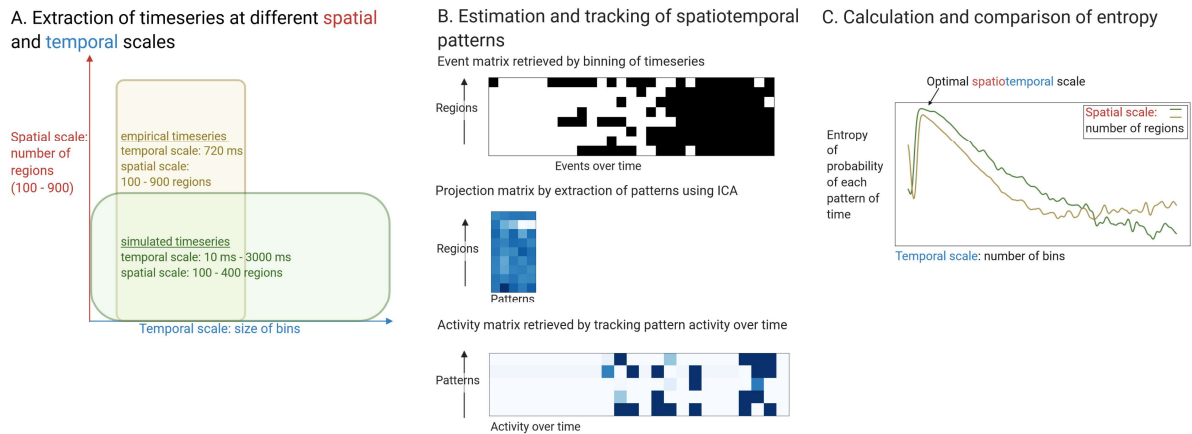 A. Extraction of timeseries at different spatial
and temporal scales
Spatial scale:
number of
regions
(100 - 900)
empirical timeseries
temporal scale: 720 ms
spatial scale:
100 - 900 regions
simulated timeseries
temporal scale: 10 ms - 3000 ms
spatial scale: 100 - 400 regions
Temporal scale: size of bins
B. Estimation and tracking of spatiotemporal
patterns
Event matrix retrieved by binning of timeseries
Regions
Events over time
Projection matrix by extraction of patterns using ICA
Regions
Patterns
Activity matrix retrieved by tracking pattern activity over time
Patterns
Activity over time
C. Calculation and comparison of entropy
Optimal spatiotemporal scale
Spatial scale:
number of regions
Entropy
of
probability
of each
pattern of
time
Temporal scale: number of bins